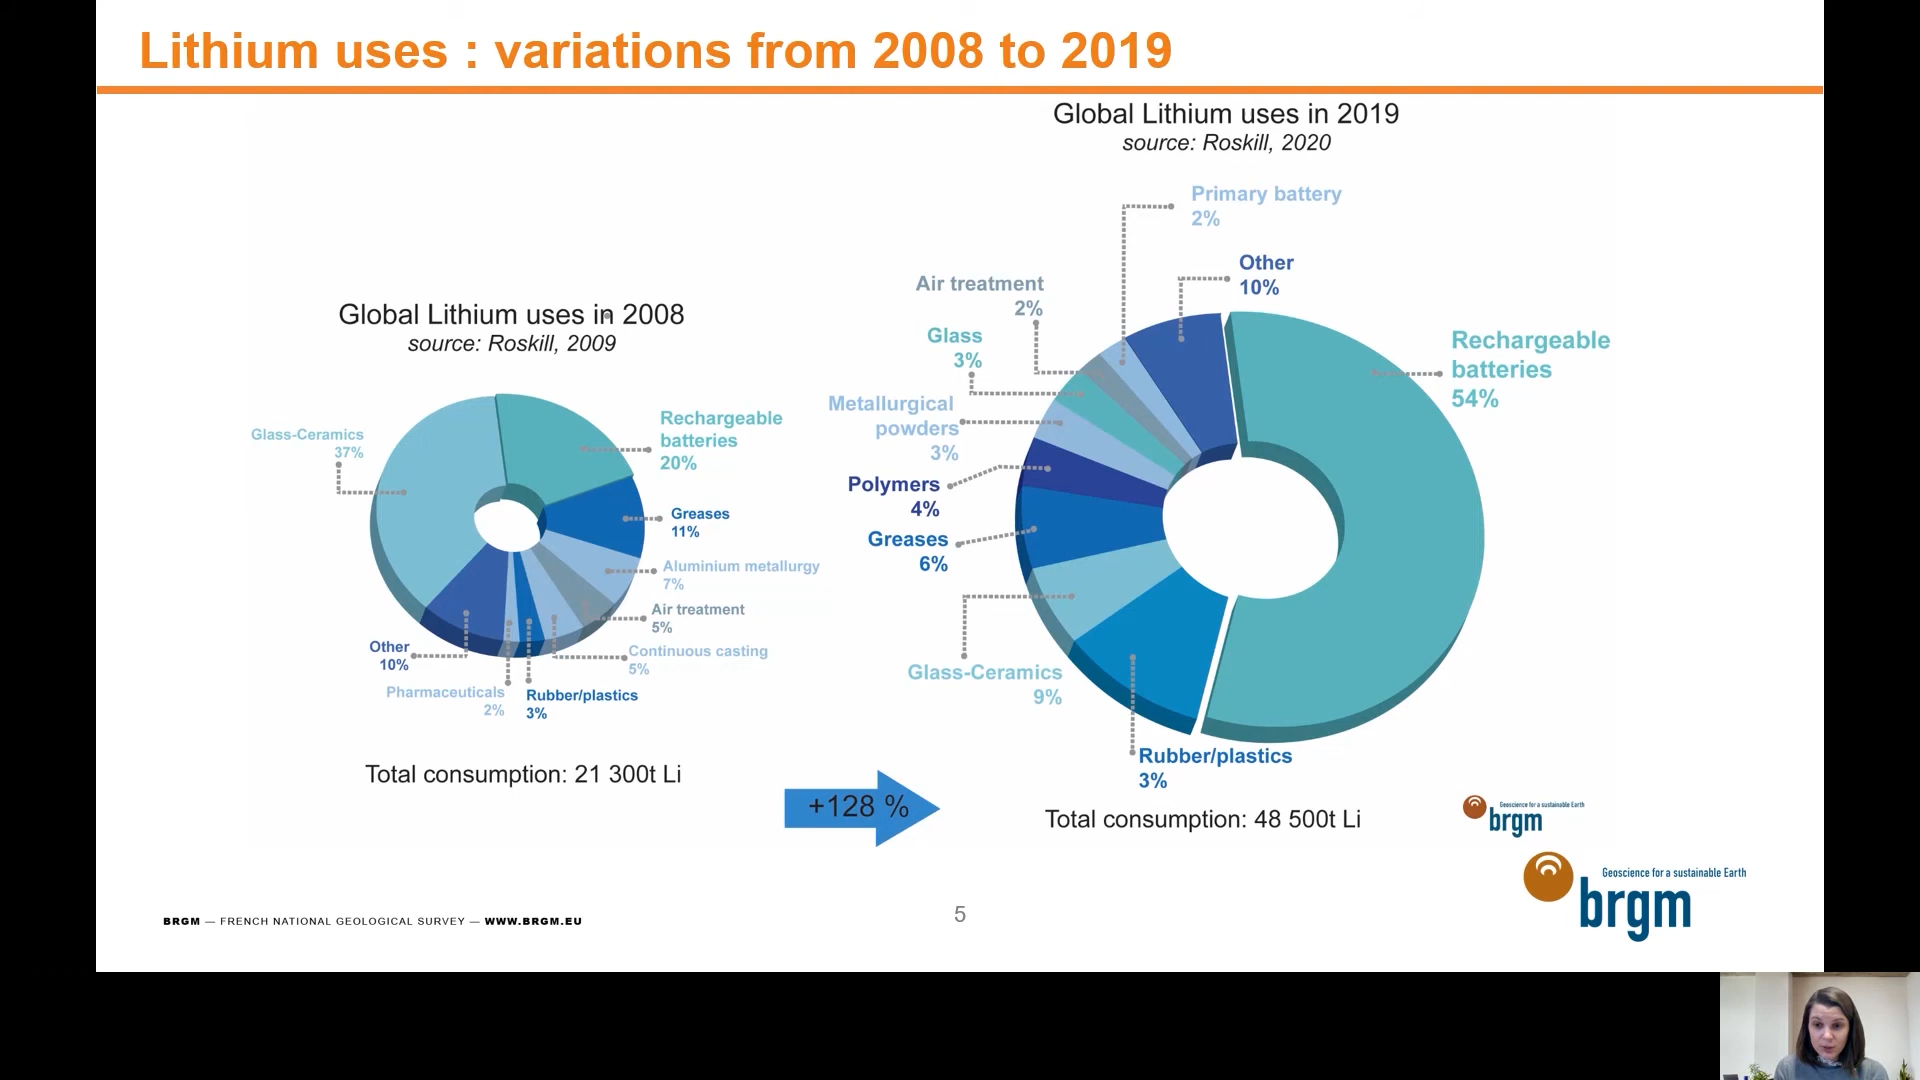 Lithium uses : variations from 2008 to 2019
Global Lithium uses in 2008
source: Roskill, 2009
Glass-Ceramics
37%
Rechargeable
batteries
20%
Greases
11%
Aluminium metallurgy
7%
Air treatment
5%
Continuous casting
5%
Rubber/plastics
3%
Pharmaceuticals
2%
Other
10%
Total consumption: 21 300t Li
+128 %
Global Lithium uses in 2019
source: Roskill, 2020
Primary battery
2%
Other
10%
Air treatment
2%
Glass
3%
Metallurgical
powders
3%
Polymers
4%
Greases
6%
Glass-Ceramics
9%
Rubber/plastics
3%
Rechargeable
batteries
54%
Total consumption: 48 500t Li
Geoscience for a sustainable Earth
brgm
Geoscience for a sustainable Earth
brgm
BRGM — FRENCH NATIONAL GEOLOGICAL SURVEY — WWW.BRGM.EU
5